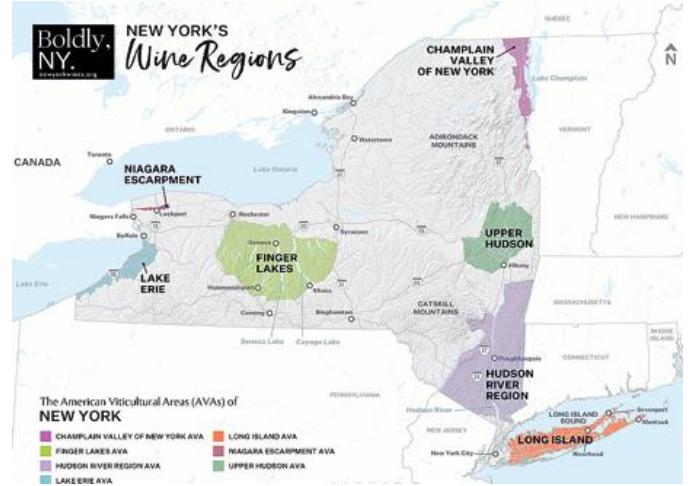 Boldly,
NY.
newyorkwines.org
NEW YORK'S
Wine Regions
QUÉBEC
CHAMPLAIN
VALLEY
OF NEW YORK
N
Lake Champlain
Alexandria Bay
Kingston
ONTARIO
Watertown
ADIRONDACK
MOUNTAINS
VERMONT
Toronto
CANADA
Lake Ontario
NIAGARA
ESCARPMENT
Lockport
Niagara Falls
Rochester
NEW HAMPSHIRE
Buffalo
Syracuse
UPPER
HUDSON
Geneva
FINGER
LAKES
Albany
LAKE
ERIE
Lake Erie
Hammondsport
Ithaca
CATSKILL
MOUNTAINS
MASSACHUSETTS
Corning
Binghamton
Seneca Lake
Cayuga Lake
RHODE
ISLAND
Poughkeepsie
CONNECTICUT
HUDSON
RIVER
REGION
PENNSYLVANIA
Hudson River
NEW JERSEY
LONG ISLAND
SOUND
Greenport
Montauk
LONG ISLAND
Riverhead
New York City
The American Viticultural Areas (AVAs) of
NEW YORK
CHAMPLAIN VALLEY OF NEW YORK AVA
FINGER LAKES AVA
HUDSON RIVER REGION AVA
LAKE ERIE AVA
LONG ISLAND AVA
NIAGARA ESCARPMENT AVA
UPPER HUDSON AVA